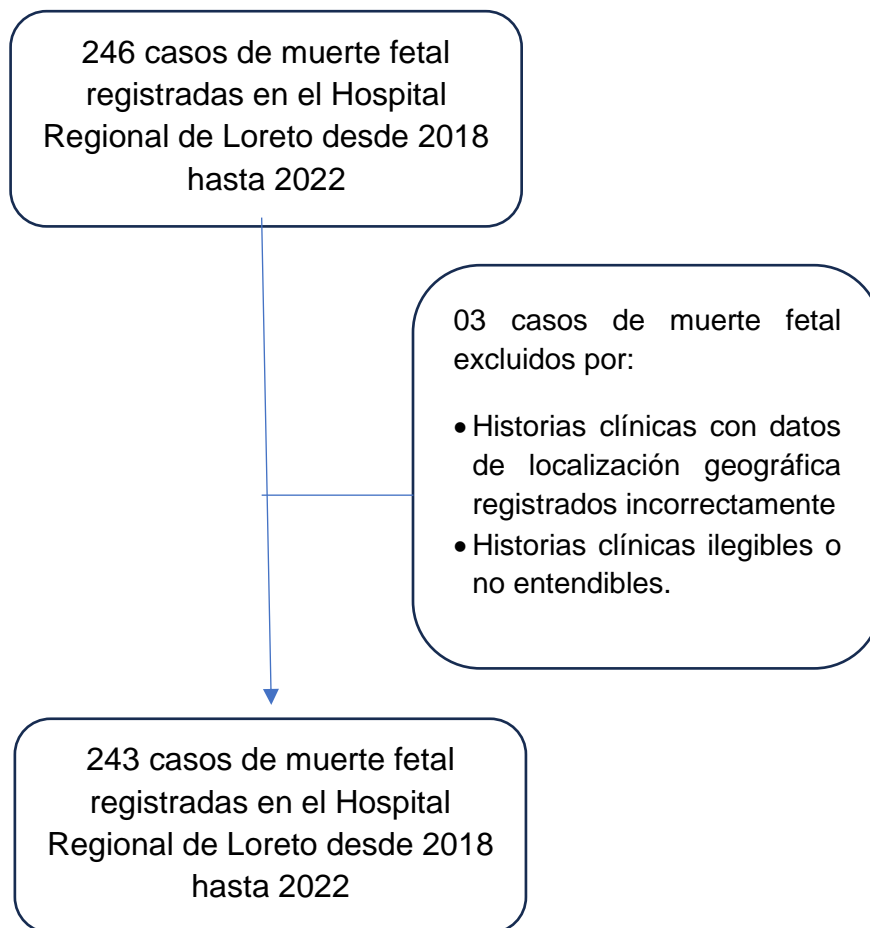 246 casos de muerte fetal
registradas en el Hospital
Regional de Loreto desde 2018
hasta 2022
03 casos de muerte fetal
excluidos por:
• Historias clínicas con datos
de localización geográfica
registrados incorrectamente
• Historias clínicas ilegibles o
no entendibles.
243 casos de muerte fetal
registradas en el Hospital
Regional de Loreto desde 2018
hasta 2022